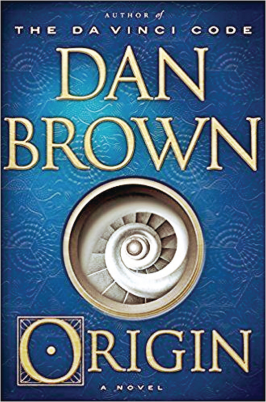 AUTHOR of
THE DA VINCI CODE
DAN
BROWN
ORIGIN
A NOVEL